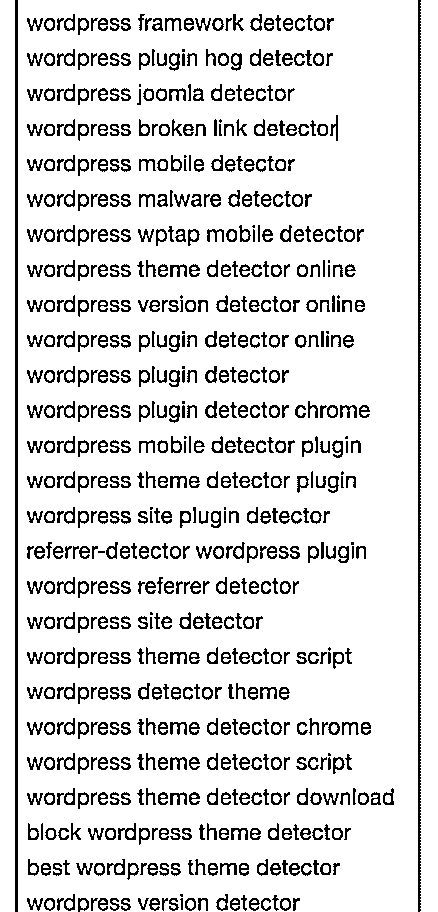 wordpress framework detector
wordpress plugin hog detector
wordpress joomla detector
wordpress broken link detector
wordpress mobile detector
wordpress malware detector
wordpress wptap mobile detector
wordpress theme detector online
wordpress version detector online
wordpress plugin detector online
wordpress plugin detector
wordpress plugin detector chrome
wordpress mobile detector plugin
wordpress theme detector plugin
wordpress site plugin detector
referrer-detector wordpress plugin
wordpress referrer detector
wordpress site detector
wordpress theme detector script
wordpress detector theme
wordpress theme detector chrome
wordpress theme detector script
wordpress theme detector download
block wordpress theme detector
best wordpress theme detector
wordpress version detector